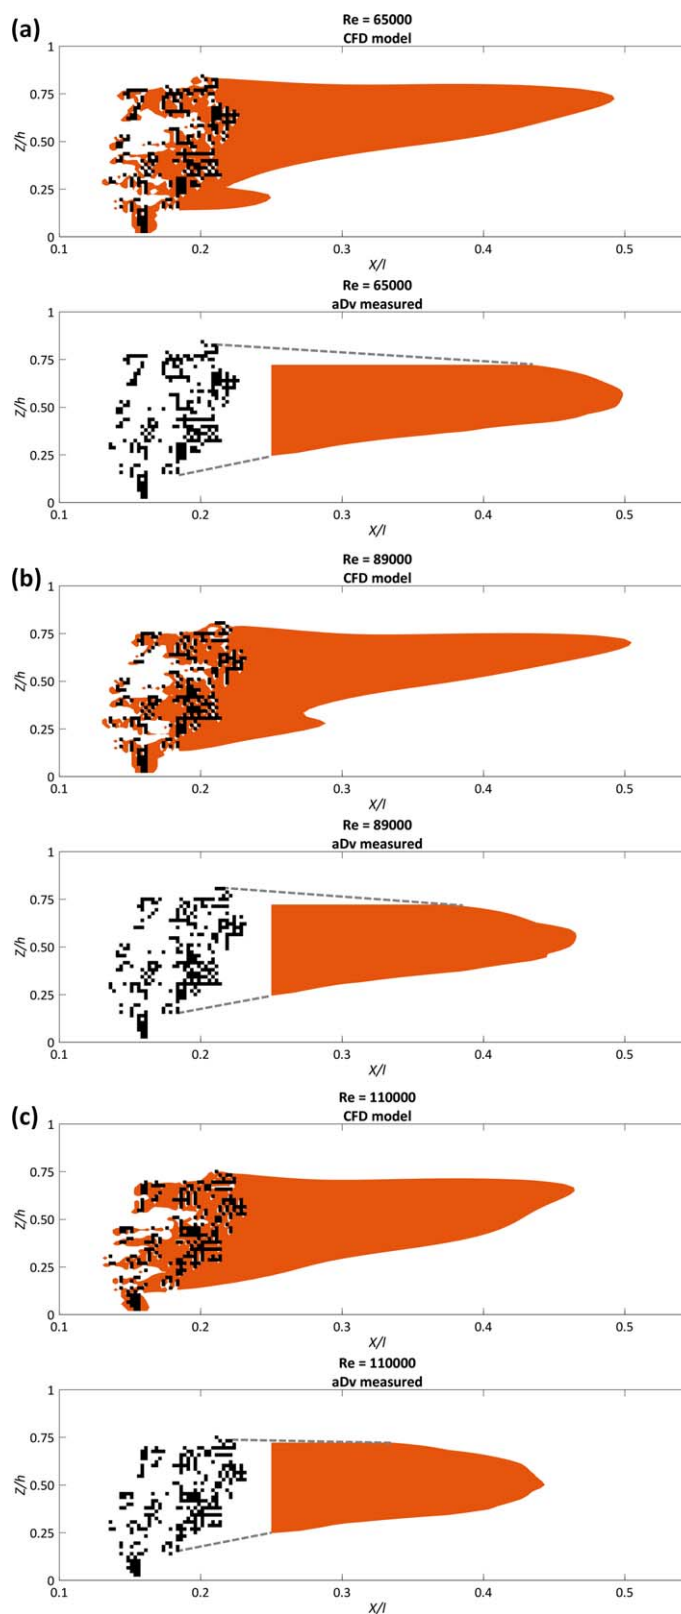 (a)
Re = 65000
CFD model
1
0.75
z/h
0.50
0.25
0
0.1 0.2 0.3 0.4 0.5
X/l
Re = 65000
aDv measured
1
0.75
z/h
0.50
0.25
0
0.1 0.2 0.3 0.4 0.5
X/l
(b)
Re = 89000
CFD model
1
0.75
z/h
0.50
0.25
0
0.1 0.2 0.3 0.4 0.5
X/l
Re = 89000
aDv measured
1
0.75
z/h
0.50
0.25
0
0.1 0.2 0.3 0.4 0.5
X/l
(c)
Re = 110000
CFD model
1
0.75
z/h
0.50
0.25
0
0.1 0.2 0.3 0.4 0.5
X/l
Re = 110000
aDv measured
1
0.75
z/h
0.50
0.25
0
0.1 0.2 0.3 0.4 0.5
X/l